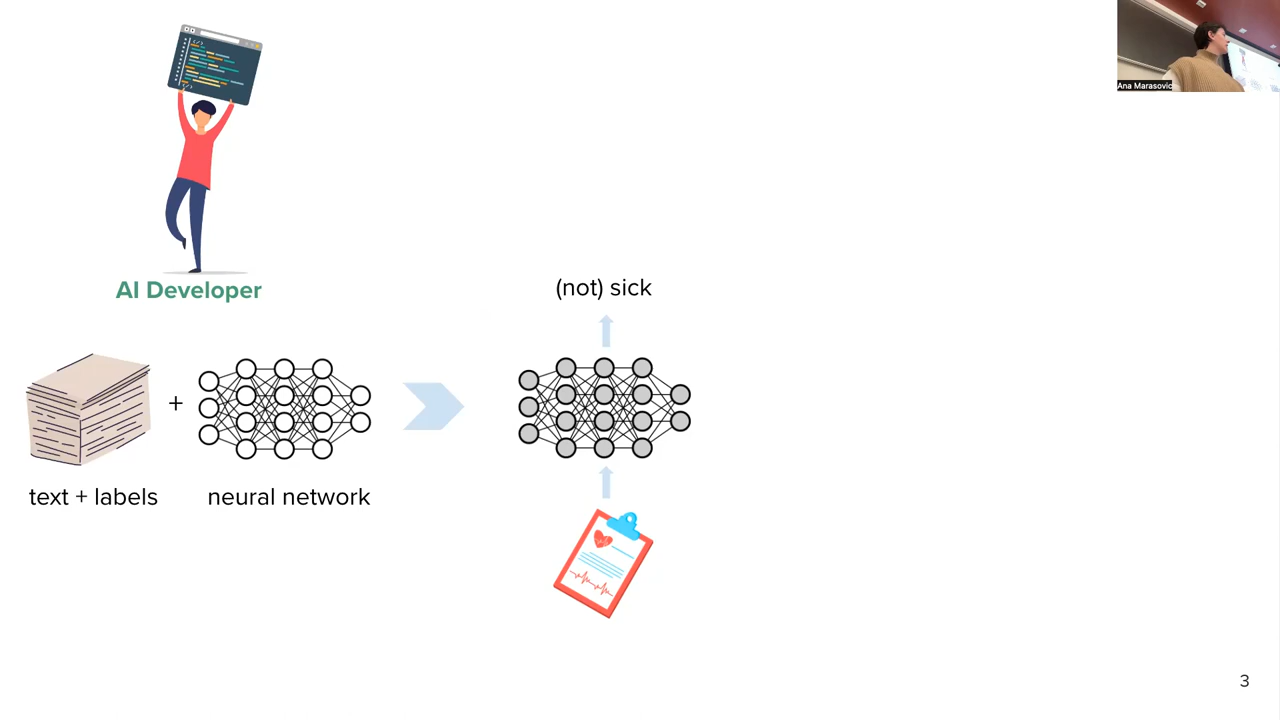 Ana Marasovic
AI Developer
(not) sick
+
text + labels
neural network
3